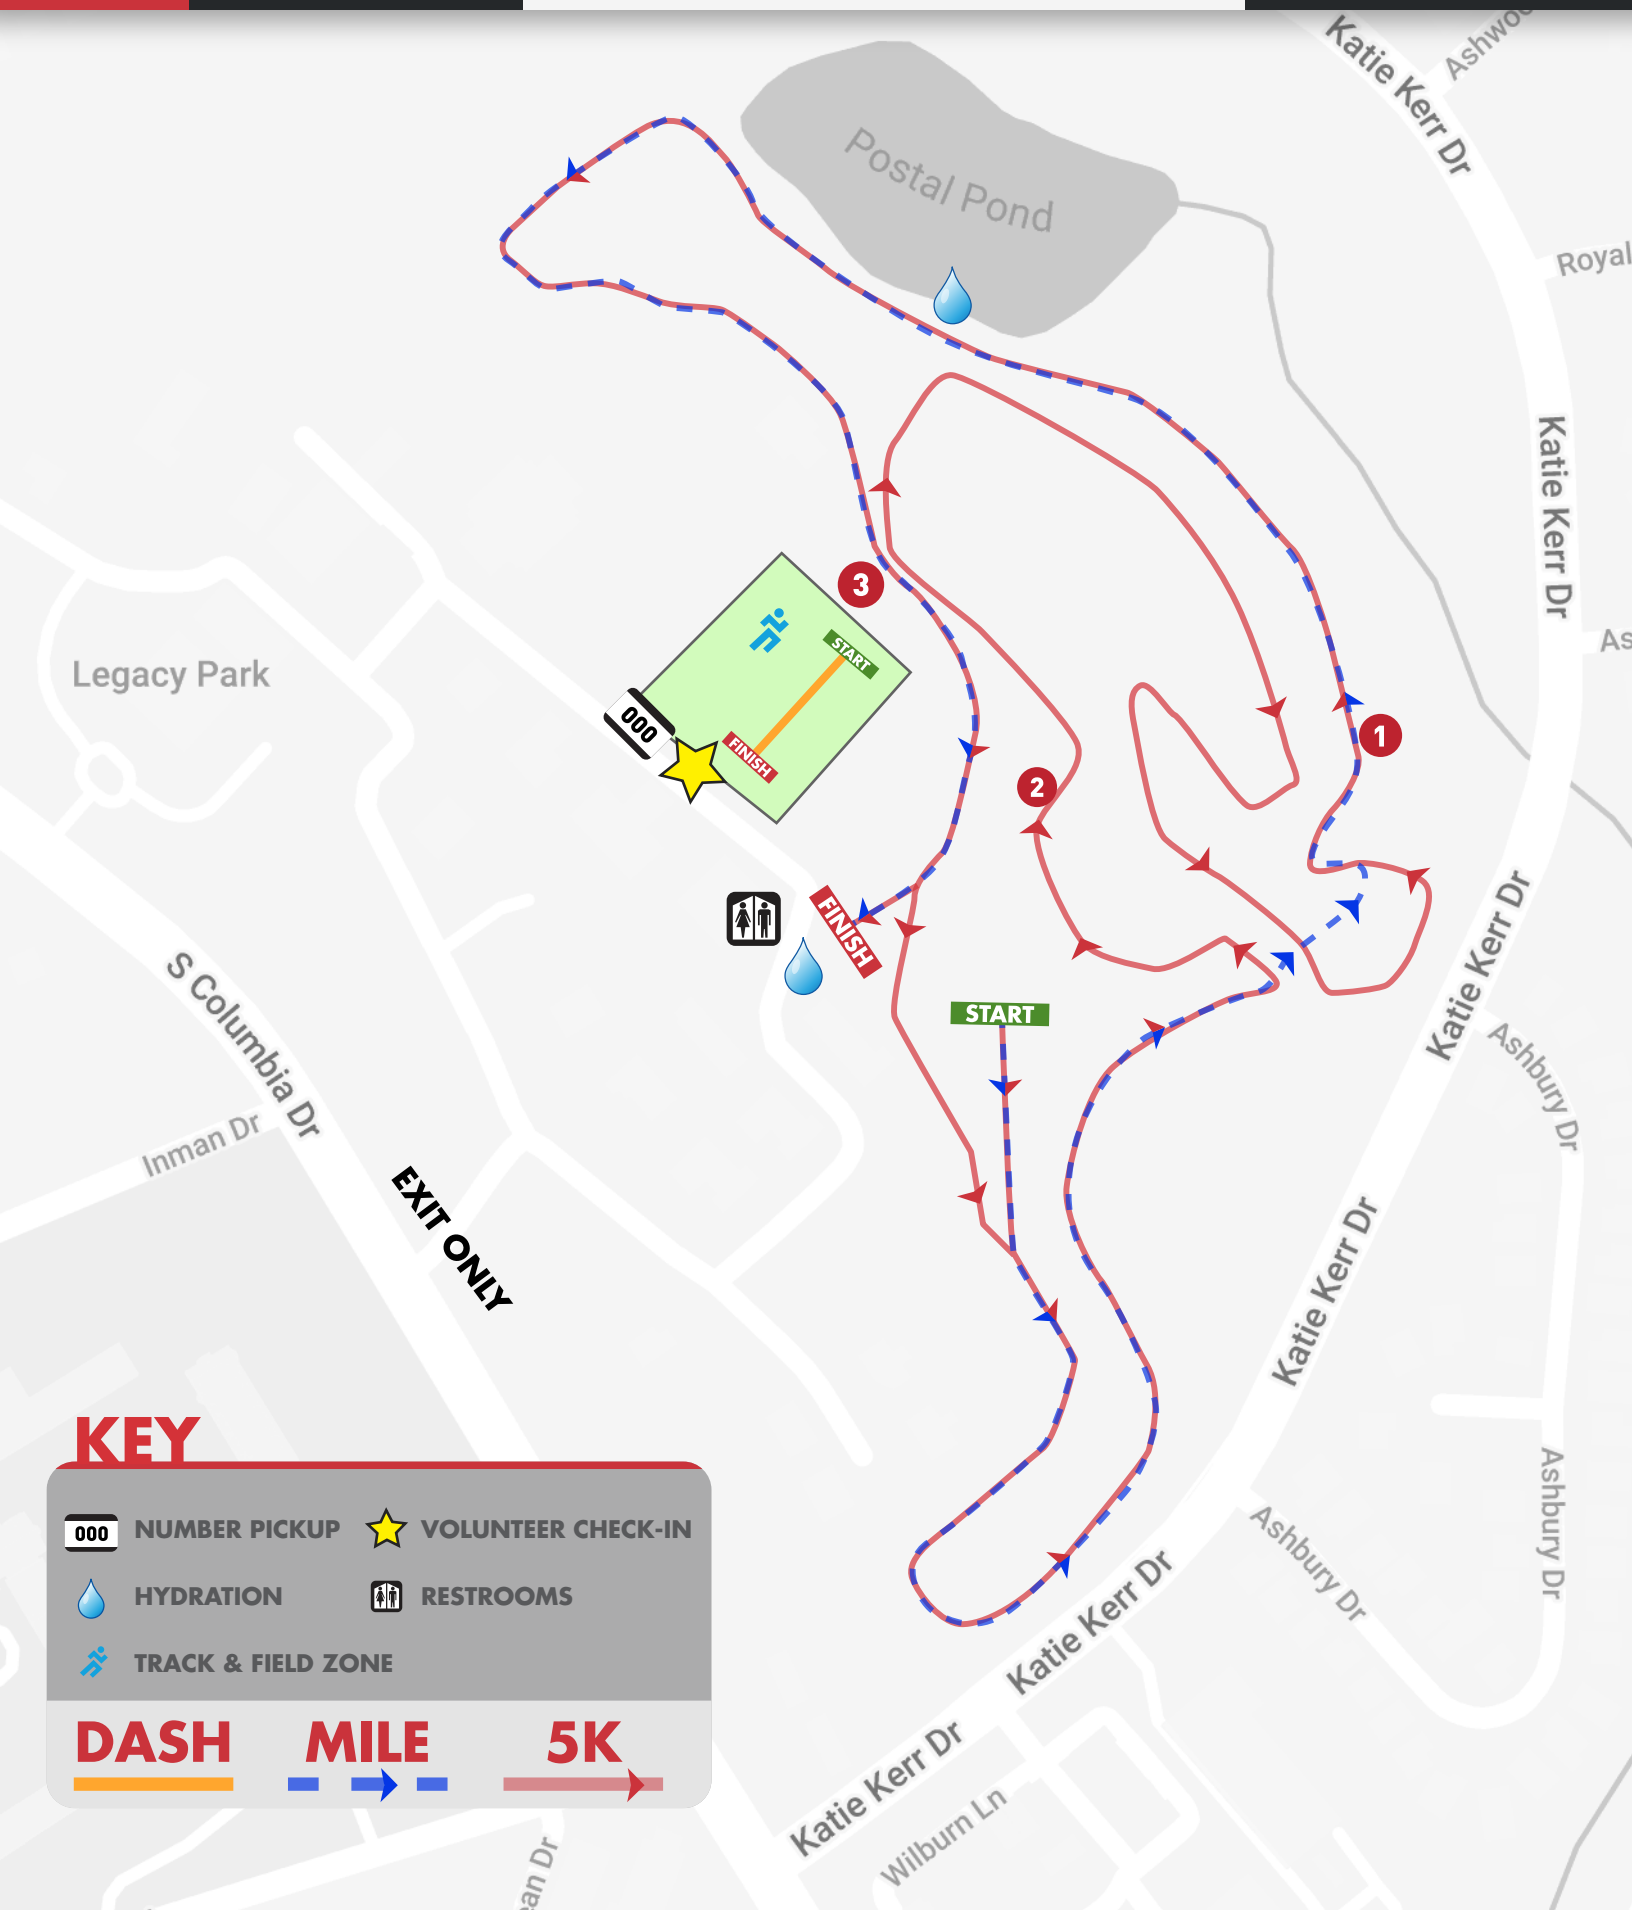 Katie Kerr Dr
Postal Pond
Royal
Katie Kerr Dr
3
START
As
Legacy Park
000
FINISH
1
2
FINISH
Katie Kerr Dr
S Columbia Dr
START
Ashbury Dr
Inman Dr
EXIT ONLY
Katie Kerr Dr
KEY
000 NUMBER PICKUP
VOLUNTEER CHECK-IN
HYDRATION
RESTROOMS
TRACK & FIELD ZONE
DASH
MILE
5K
Ashbury Dr
Ashbury Dr
Katie Kerr Dr
Katie Kerr Dr
Wilburn Ln
ean Dr